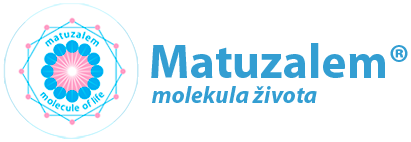 matuzalem
molecule of life
Matuzalem®
molekula života